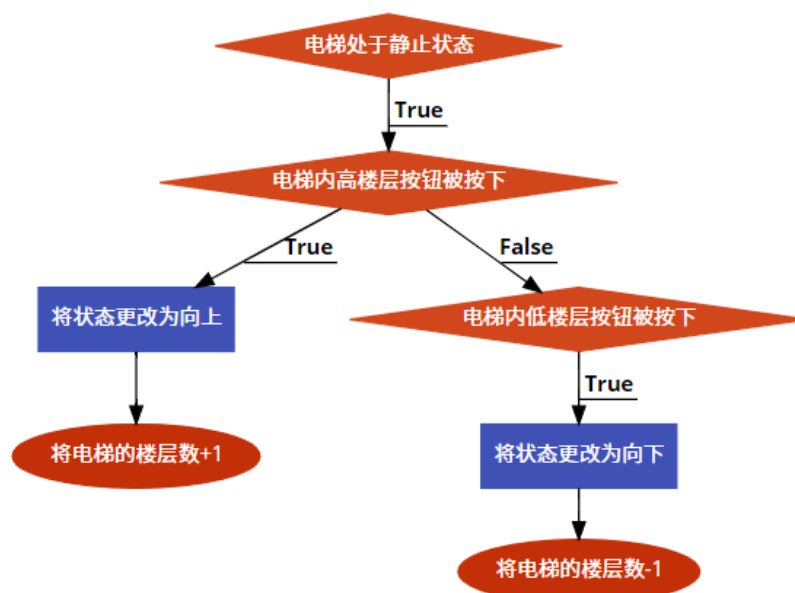 电梯处于静止状态
True
电梯内高楼层按钮被按下
True
False
将状态更改为向上
电梯内低楼层按钮被按下
True
将电梯的楼层数+1
将状态更改为向下
将电梯的楼层数-1